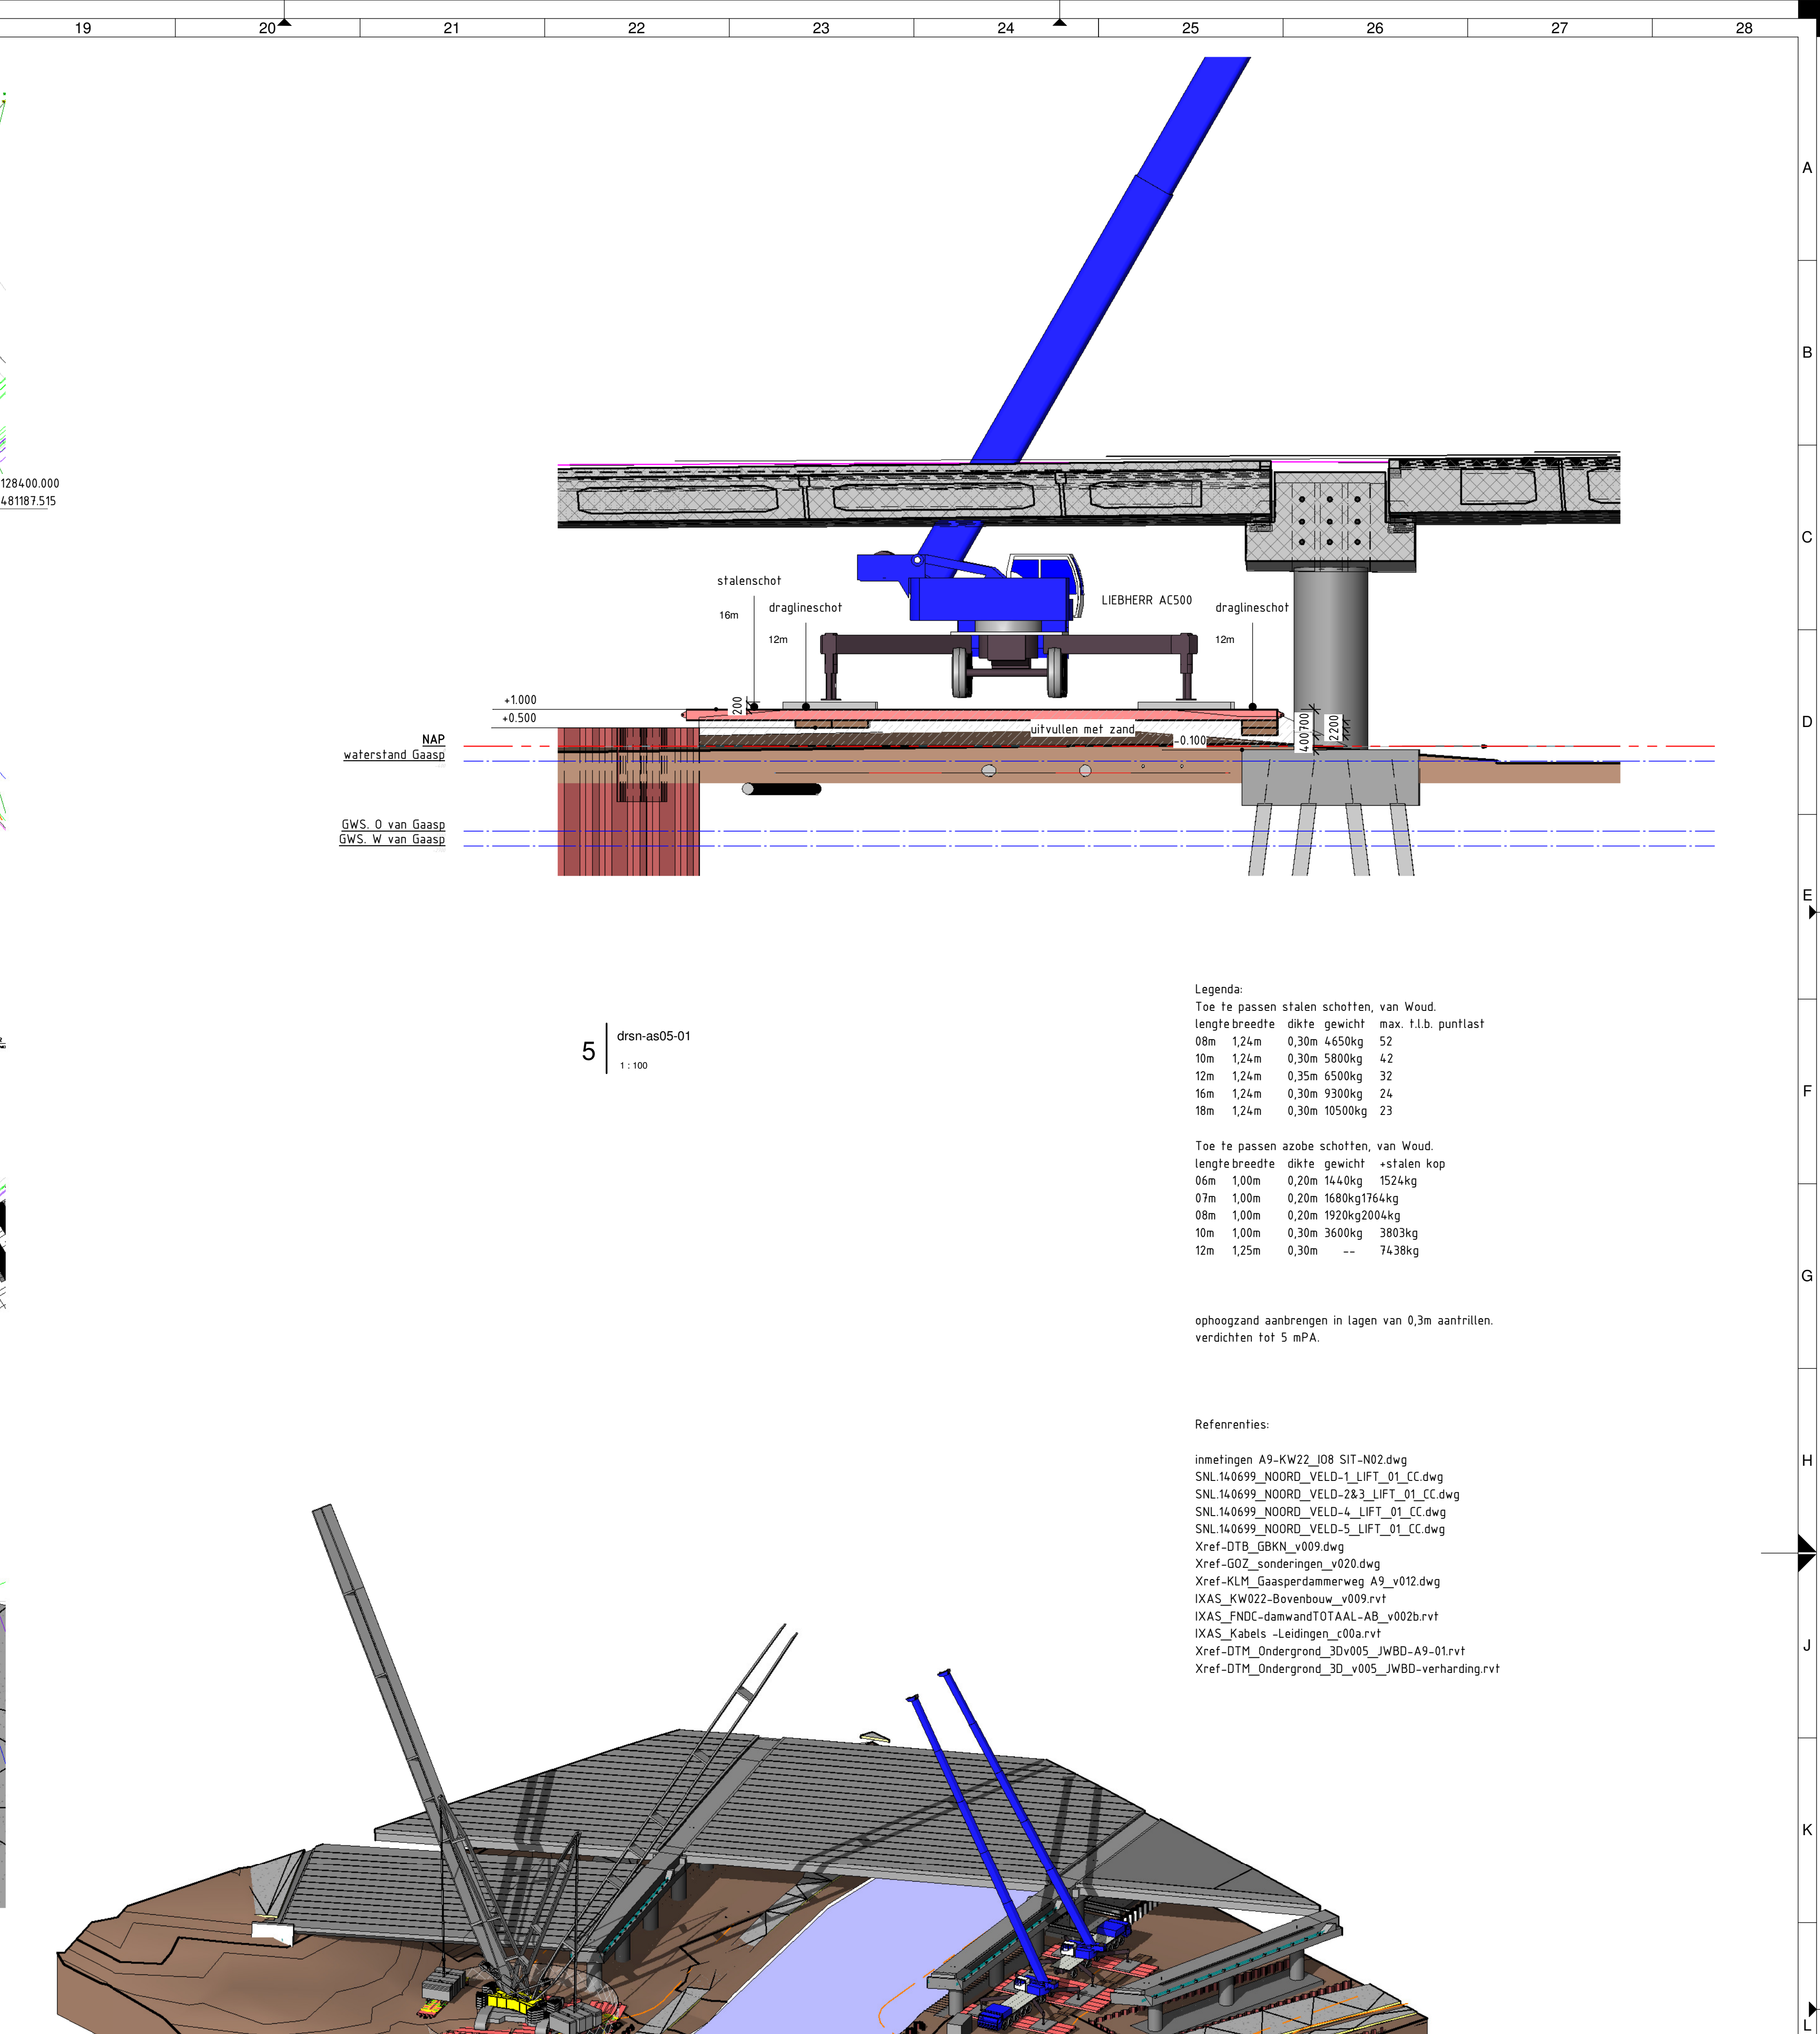 19 20 21 22 23 24 25 26 27 28
A
B
C
D
E
F
G
H
J
K
L
128400.000
481187.515
stalenschot
16m
draglineschot
12m
LIEBHERR AC500
draglineschot
12m
+1.000
+0.500
200
uitvullen met zand
-0.100
400
700
2200
NAP
waterstand Gaasp
GWS. O van Gaasp
GWS. W van Gaasp
5
drsn-as05-01
1 : 100
Legenda:
Toe te passen stalen schotten, van Woud.
lengte breedte dikte gewicht max. t.l.b. puntlast
08m 1,24m 0,30m 4650kg 52
10m 1,24m 0,30m 5800kg 42
12m 1,24m 0,35m 6500kg 32
16m 1,24m 0,30m 9300kg 24
18m 1,24m 0,30m 10500kg 23
Toe te passen azobe schotten, van Woud.
lengte breedte dikte gewicht +stalen kop
06m 1,00m 0,20m 1440kg 1524kg
07m 1,00m 0,20m 1680kg1764kg
08m 1,00m 0,20m 1920kg2004kg
10m 1,00m 0,30m 3600kg 3803kg
12m 1,25m 0,30m -- 7438kg
ophoogzand aanbrengen in lagen van 0,3m aantrillen.
verdichten tot 5 mPA.
Refenrenties:
inmetingen A9-KW22_IO8 SIT-N02.dwg
SNL.140699_NOORD_VELD-1_LIFT_01_CC.dwg
SNL.140699_NOORD_VELD-2&3_LIFT_01_CC.dwg
SNL.140699_NOORD_VELD-4_LIFT_01_CC.dwg
SNL.140699_NOORD_VELD-5_LIFT_01_CC.dwg
Xref-DTB_GBKN_v009.dwg
Xref-GOZ_sonderingen_v020.dwg
Xref-KLM_Gaasperdammerweg A9_v012.dwg
IXAS_KW022-Bovenbouw_v009.rvt
IXAS_FNDC-damwandTOTAAL-AB_v002b.rvt
IXAS_Kabels -Leidingen_c00a.rvt
Xref-DTM_Ondergrond_3Dv005_JWBD-A9-01.rvt
Xref-DTM_Ondergrond_3D_v005_JWBD-verharding.rvt